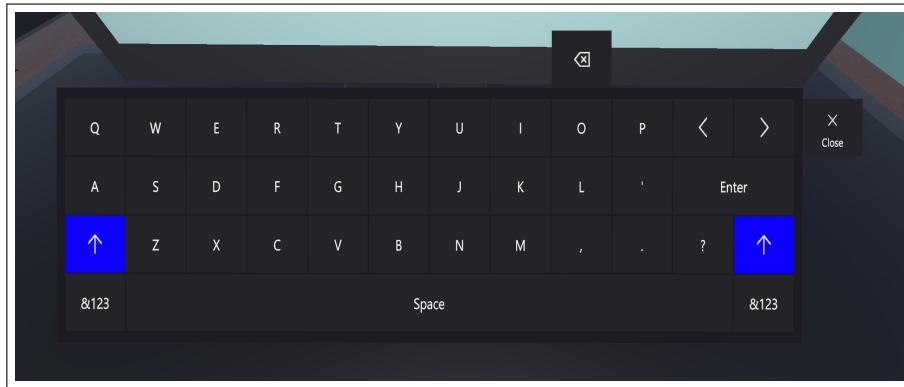 Q W E R T Y U I O P < >
Close
A S D F G H J K L ' Enter
Z X C V B N M , . ?
&123 Space &123